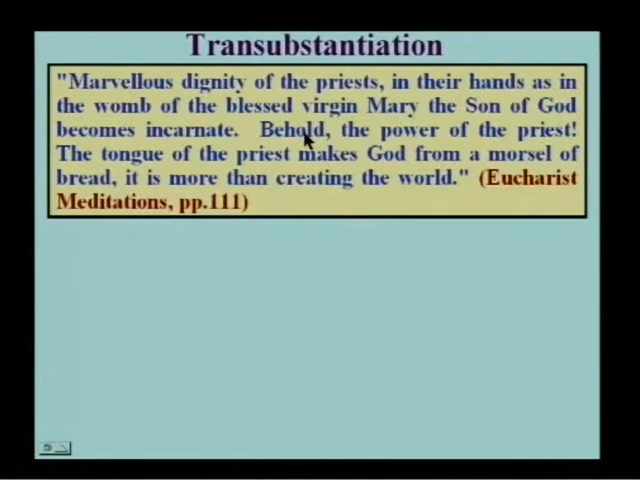 Transubstantiation
"Marvellous dignity of the priests, in their hands as in
the womb of the blessed virgin Mary the Son of God
becomes incarnate. Behold, the power of the priest!
The tongue of the priest makes God from a morsel of
bread, it is more than creating the world." (Eucharist
Meditations, pp.111)